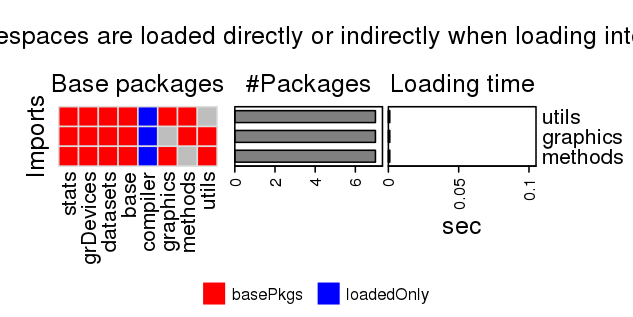 espaces are loaded directly or indirectly when loading int
Base packages
#Packages
Loading time
Imports
utils
graphics
methods
stats
grDevices
datasets
base
compiler
graphics
methods
utils
0
2
4
6
0
0.05
0.1
sec
basePkgs
loadedOnly